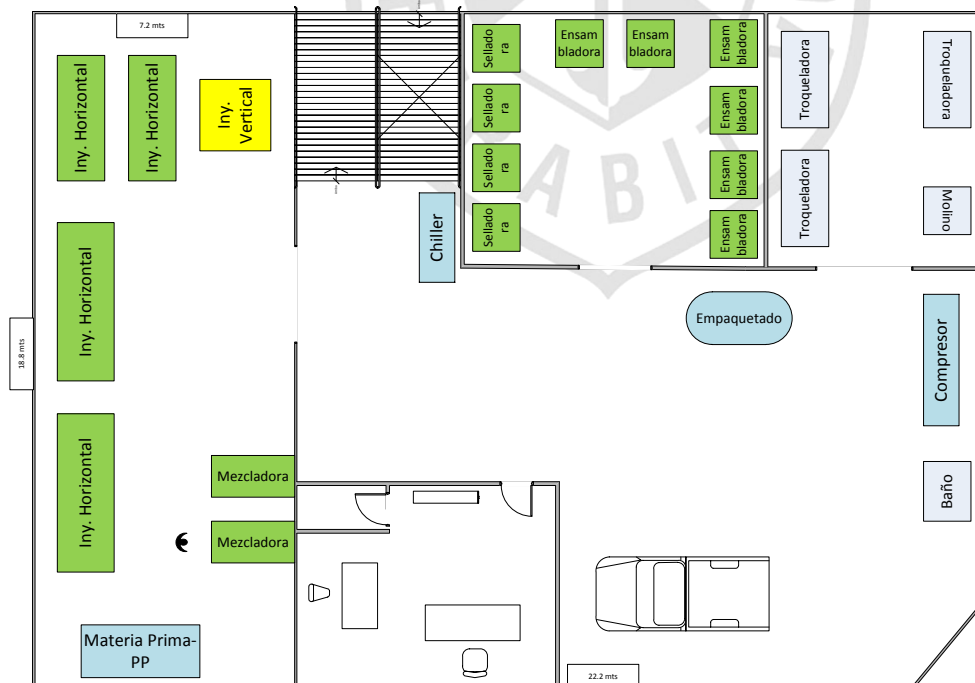 7.2 mts
Iny. Horizontal
Iny. Horizontal
Iny.
Vertical
Sellado
ra
Ensam
bladora
Ensam
bladora
Ensam
bladora
Troqueladora
Troqueladora
Sellado
ra
Ensam
bladora
Sellado
ra
Ensam
bladora
Troqueladora
Molino
Sellado
ra
Ensam
bladora
ABI
Chiller
Iny. Horizontal
18.8 mts
Empaquetado
Compresor
Iny. Horizontal
Mezcladora
Mezcladora
Baño
Materia Prima-
PP
22.2 mts